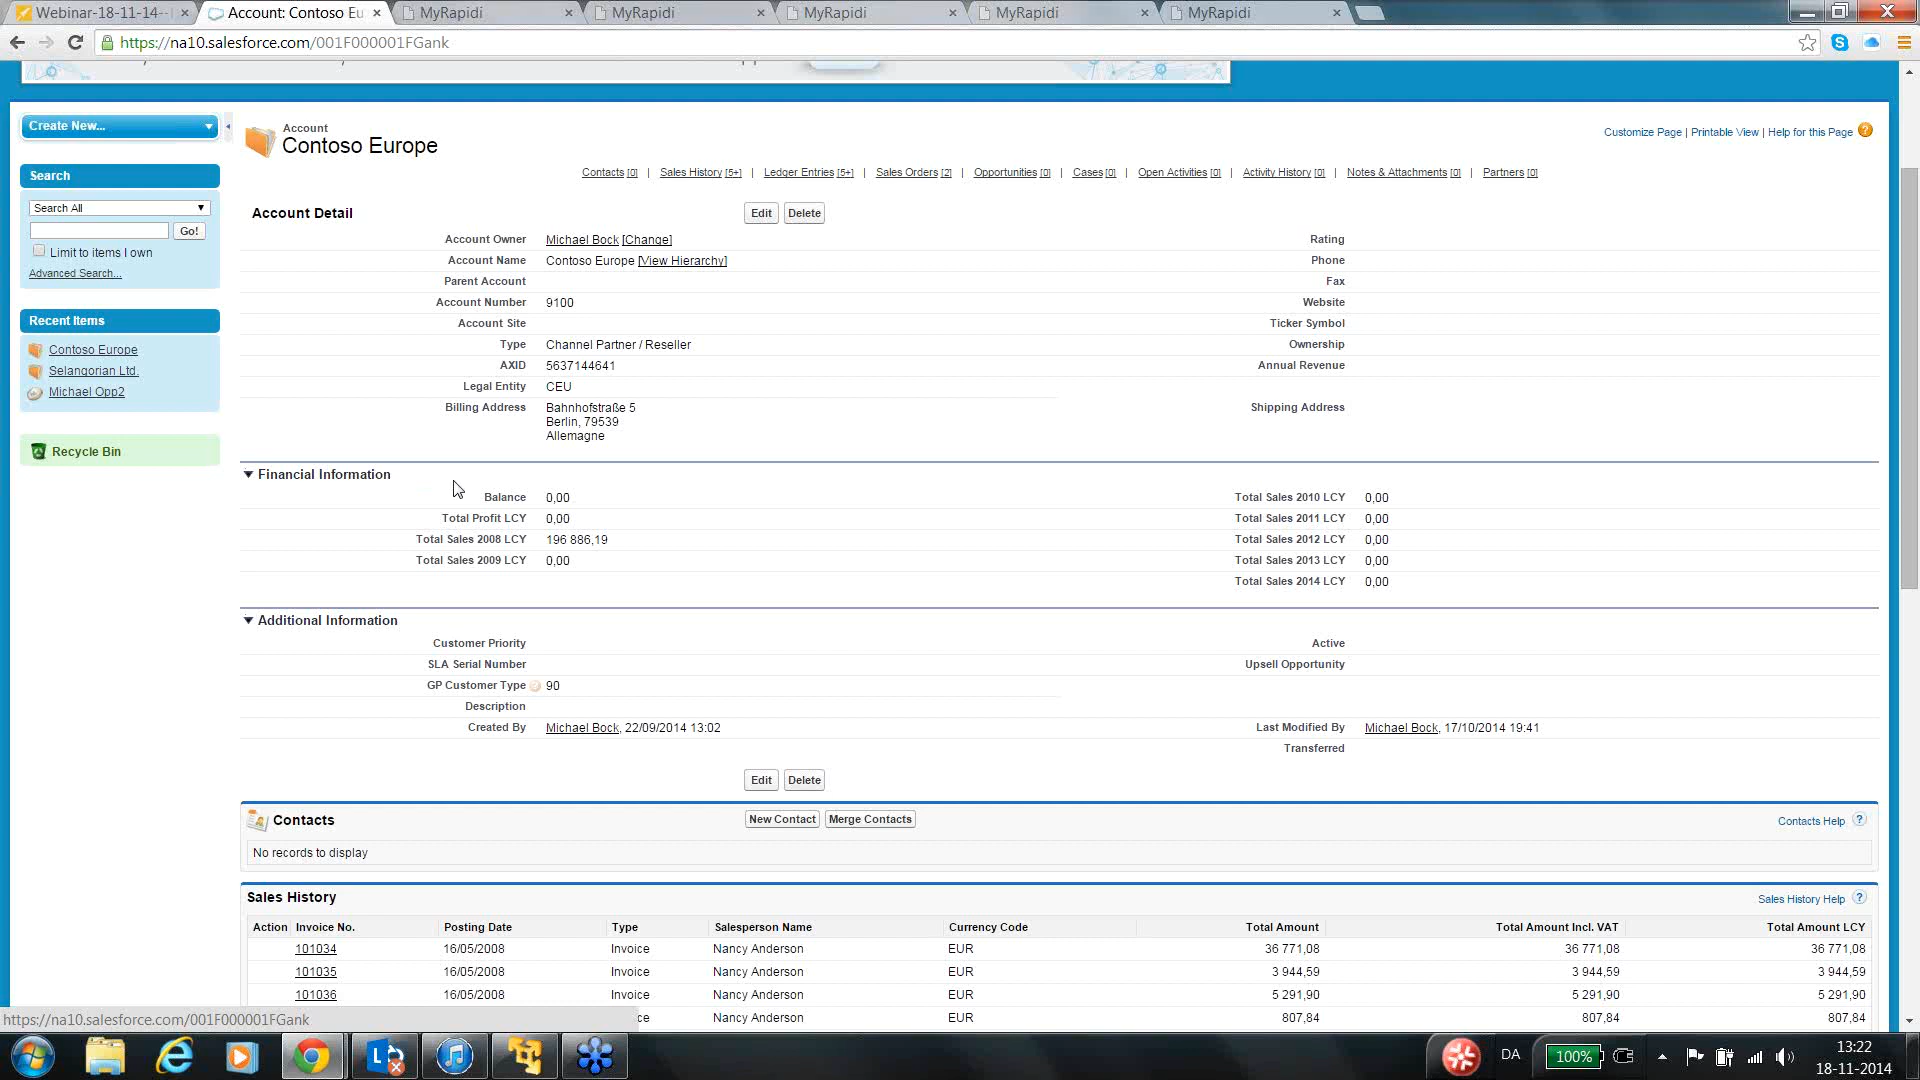 Webinar-18-11-14--
Account: Contoso Eu
MyRapidi
MyRapidi
MyRapidi
MyRapidi
MyRapidi
https://na10.salesforce.com/001F000001FGank
Create New...
Account
Contoso Europe
Customize Page | Printable View | Help for this Page
Contacts [0] | Sales History [5+] | Ledger Entries [5+] | Sales Orders [2] | Opportunities [0] | Cases [0] | Open Activities [0] | Activity History [0] | Notes & Attachments [0] | Partners [0]
Search
Search All
Go!
Limit to items I own
Advanced Search...
Recent Items
Contoso Europe
Selangorian Ltd.
Michael Opp2
Recycle Bin
Account Detail
Edit Delete
Account Owner Michael Bock [Change] Rating
Account Name Contoso Europe [View Hierarchy] Phone
Parent Account Fax
Account Number 9100 Website
Account Site Ticker Symbol
Type Channel Partner / Reseller Ownership
AXID 5637144641 Annual Revenue
Legal Entity CEU
Billing Address Bahnhofstraße 5 Shipping Address
Berlin, 79539
Allemagne
Financial Information
Balance 0,00 Total Sales 2010 LCY 0,00
Total Profit LCY 0,00 Total Sales 2011 LCY 0,00
Total Sales 2008 LCY 196 886,19 Total Sales 2012 LCY 0,00
Total Sales 2009 LCY 0,00 Total Sales 2013 LCY 0,00
Total Sales 2014 LCY 0,00
Additional Information
Customer Priority Active
SLA Serial Number Upsell Opportunity
GP Customer Type 90
Description
Created By Michael Bock, 22/09/2014 13:02 Last Modified By Michael Bock, 17/10/2014 19:41
Transferred
Edit Delete
Contacts New Contact Merge Contacts Contacts Help ?
No records to display
Sales History Sales History Help ?
Action Invoice No. Posting Date Type Salesperson Name Currency Code Total Amount Total Amount Incl. VAT Total Amount LCY
101034 16/05/2008 Invoice Nancy Anderson EUR 36 771,08 36 771,08 36 771,08
101035 16/05/2008 Invoice Nancy Anderson EUR 3 944,59 3 944,59 3 944,59
101036 16/05/2008 Invoice Nancy Anderson EUR 5 291,90 5 291,90 5 291,90
ce Nancy Anderson EUR 807,84 807,84 807,84
https://na10.salesforce.com/001F000001FGank
DA
100%
13:22
18-11-2014